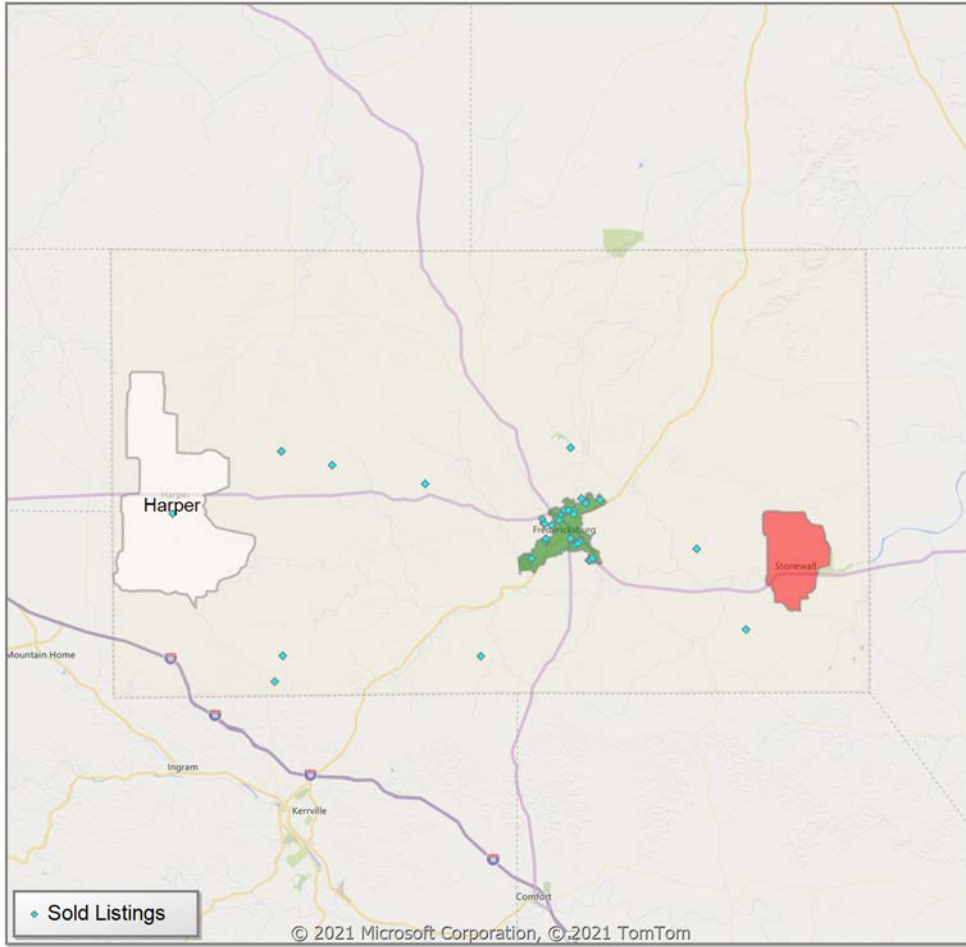 Harper
Harper
Fredericksburg
Stonewall
Mountain Home
Ingram
Kerrville
Comfort
Sold Listings
© 2021 Microsoft Corporation, © 2021 TomTom